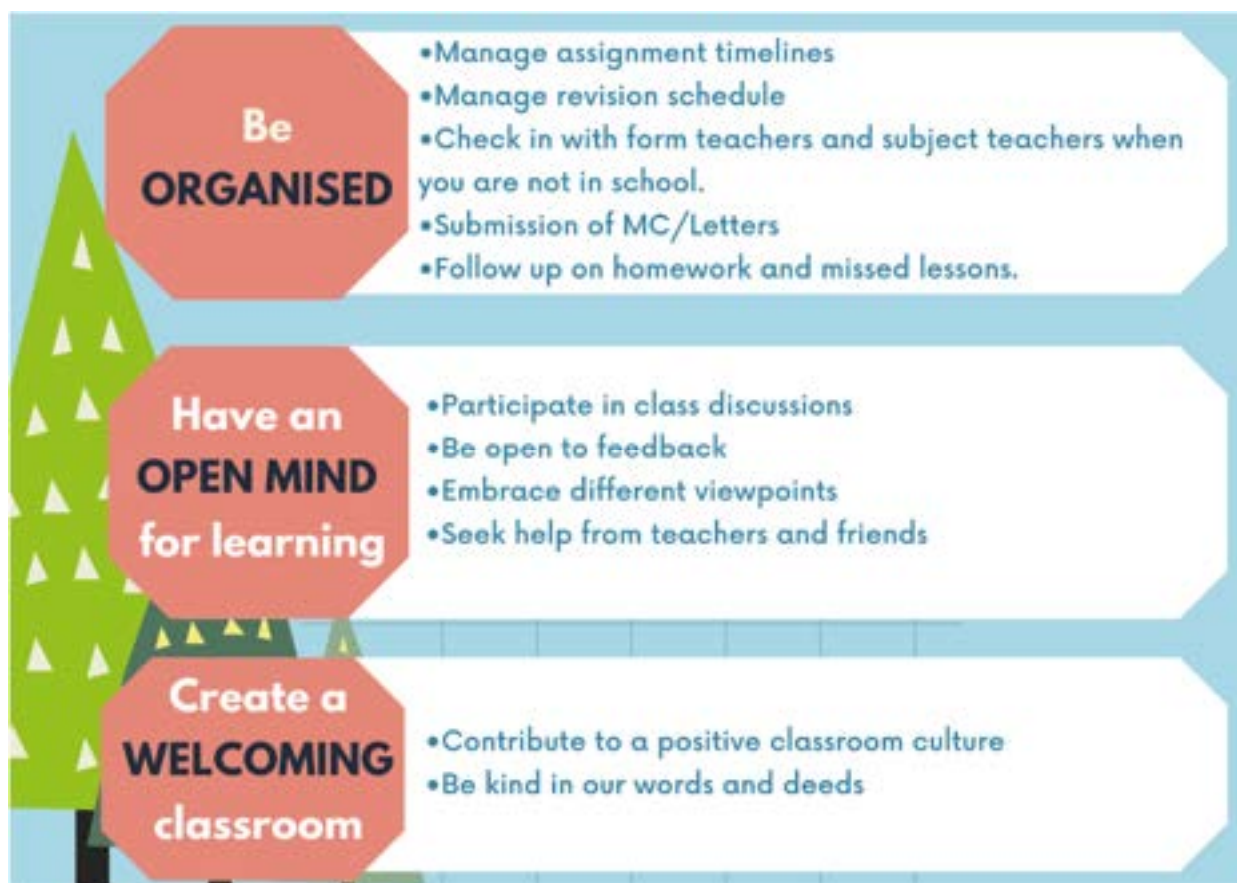 Be
ORGANISED
•Manage assignment timelines
•Manage revision schedule
•Check in with form teachers and subject teachers when
you are not in school.
•Submission of MC/Letters
•Follow up on homework and missed lessons.
Have an
OPEN MIND
for learning
•Participate in class discussions
•Be open to feedback
•Embrace different viewpoints
•Seek help from teachers and friends
Create a
WELCOMING
classroom
•Contribute to a positive classroom culture
•Be kind in our words and deeds